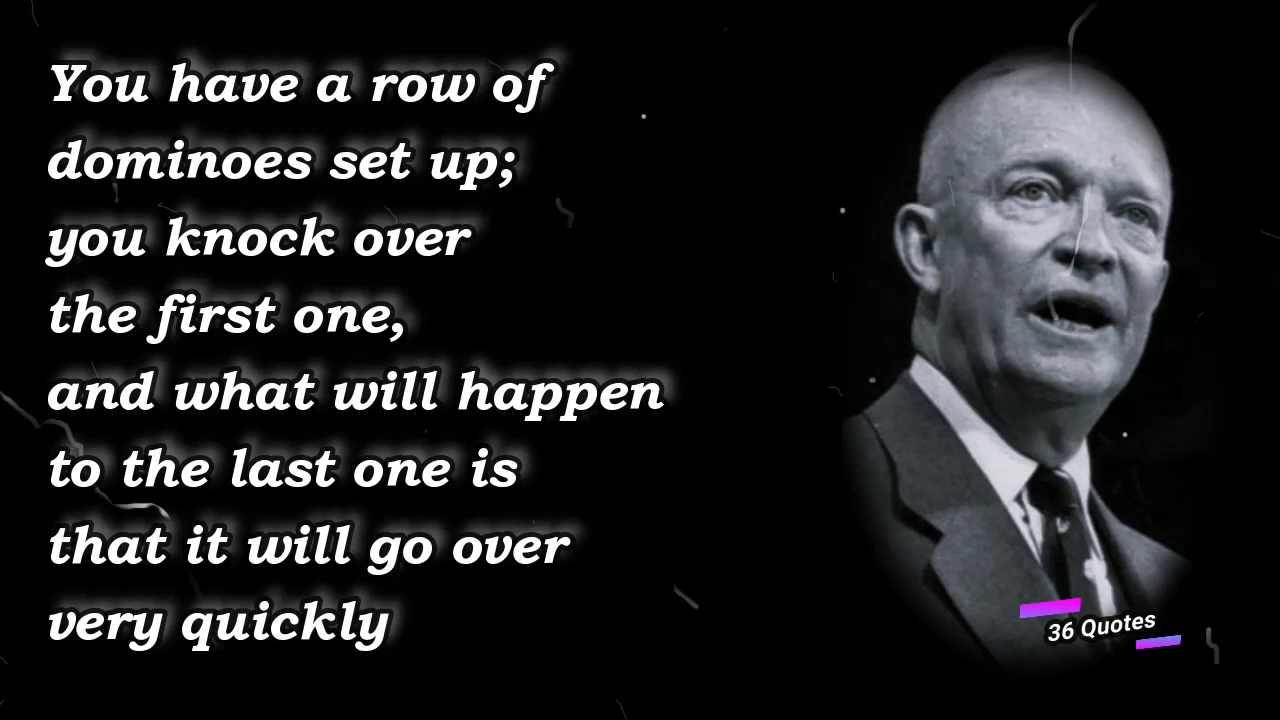 You have a row of
dominoes set up;
you knock over
the first one,
and what will happen
to the last one is
that it will go over
very quickly
36 Quotes